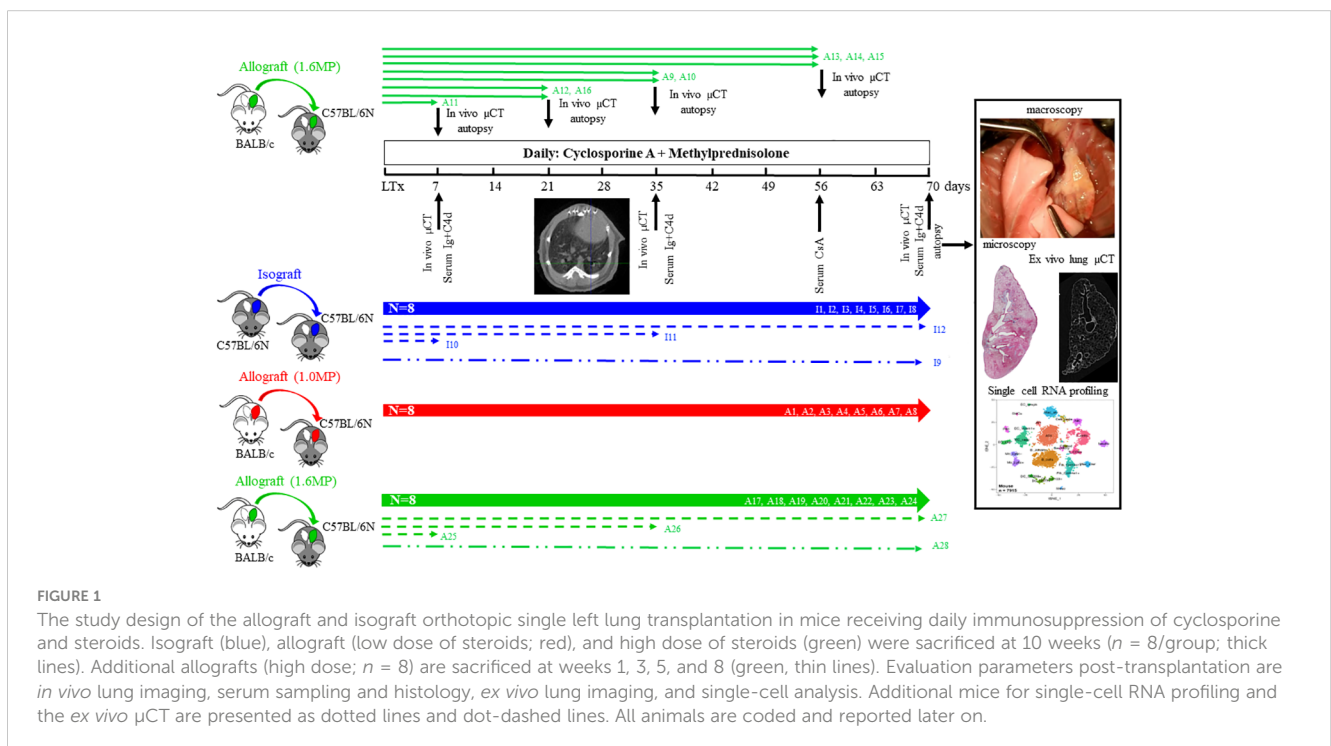 Allograft (1.6MP)
BALB/c
C57BL/6N
A13, A14, A15
A9, A10
A12, A16
A11
In vivo µCT
autopsy
In vivo µCT
autopsy
In vivo µCT
autopsy
In vivo µCT
autopsy
Daily: Cyclosporine A + Methylprednisolone
LTx 7 14 21 28 35 42 49 56 63 70 days
In vivo µCT
Serum Ig+C4d
In vivo µCT
Serum Ig+C4d
Serum CsA
In vivo µCT
Serum Ig+C4d
autopsy
Isograft
C57BL/6N
C57BL/6N
N=8
I1, I2, I3, I4, I5, I6, I7, I8
I12
I11
I10
I9
Allograft (1.0MP)
BALB/c
C57BL/6N
N=8
A1, A2, A3, A4, A5, A6, A7, A8
Allograft (1.6MP)
BALB/c
C57BL/6N
N=8
A17, A18, A19, A20, A21, A22, A23, A24
A27
A26
A25
A28
macroscopy
microscopy
Ex vivo lung µCT
Single cell RNA profiling
Mouse
FIGURE 1
The study design of the allograft and isograft orthotopic single left lung transplantation in mice receiving daily immunosuppression of cyclosporine
and steroids. Isograft (blue), allograft (low dose of steroids; red), and high dose of steroids (green) were sacrificed at 10 weeks (n = 8/group; thick
lines). Additional allografts (high dose; n = 8) are sacrificed at weeks 1, 3, 5, and 8 (green, thin lines). Evaluation parameters post-transplantation are
in vivo lung imaging, serum sampling and histology, ex vivo lung imaging, and single-cell analysis. Additional mice for single-cell RNA profiling and
the ex vivo µCT are presented as dotted lines and dot-dashed lines. All animals are coded and reported later on.